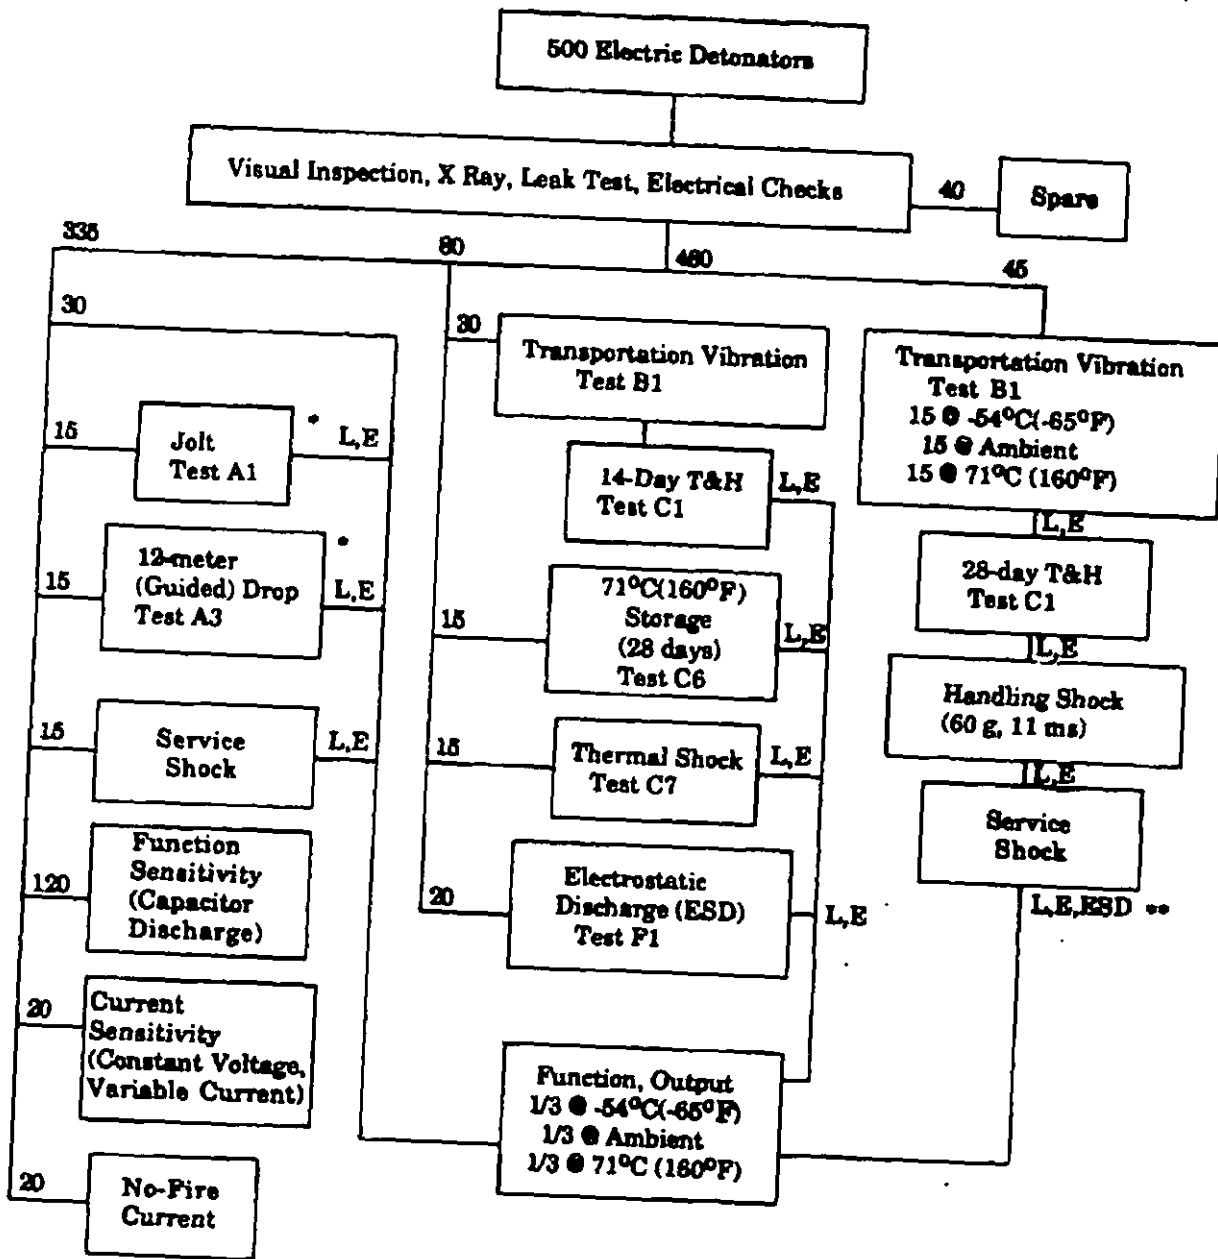 500 Electric Detonators
Visual Inspection, X Ray, Leak Test, Electrical Checks
40
Spare
335
80
460
45
30
15
Jolt
Test A1
*
L,E
15
12-meter
(Guided) Drop
Test A3
*
L,E
15
Service
Shock
L,E
120
Function
Sensitivity
(Capacitor
Discharge)
20
Current
Sensitivity
(Constant Voltage,
Variable Current)
20
No-Fire
Current
30
Transportation Vibration
Test B1
14-Day T&H
Test C1
L,E
15
71°C(160°F)
Storage
(28 days)
Test C6
L,E
15
Thermal Shock
Test C7
L,E
20
Electrostatic
Discharge (ESD)
Test F1
L,E
Function, Output
1/3 @ -54°C(-65°F)
1/3 @ Ambient
1/3 @ 71°C (160°F)
Transportation Vibration
Test B1
15 @ -54°C(-65°F)
15 @ Ambient
15 @ 71°C (160°F)
L,E
28-day T&H
Test C1
L,E
Handling Shock
(60 g, 11 ms)
L,E
Service
Shock
L,E,ESD **